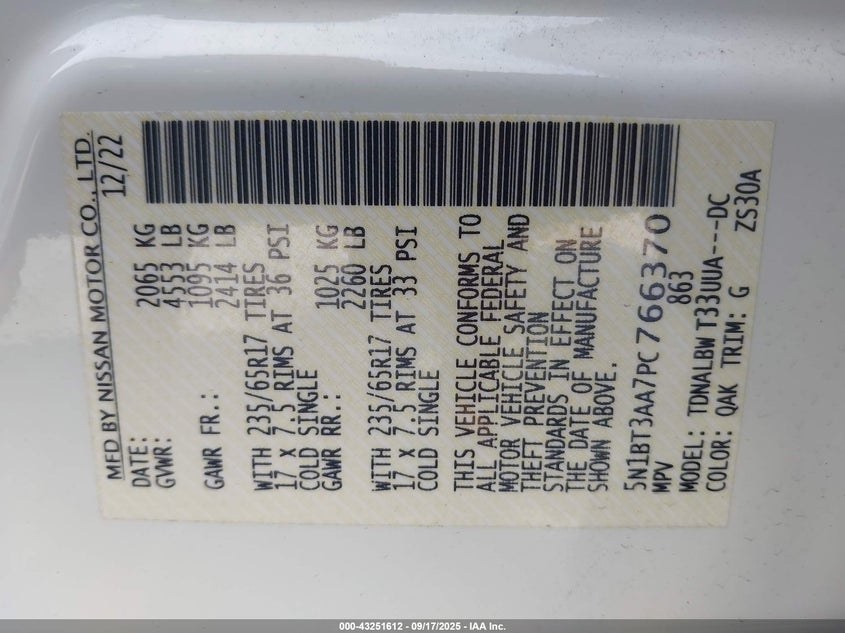 MFD BY NISSAN MOTOR CO., LTD.
DATE: 12/22
GVWR: 2065 KG
4553 LB
GAWR FR.: 1095 KG
2414 LB
WITH 235/65R17 TIRES
17 X 7.5 RIMS AT 36 PSI
COLD SINGLE
GAWR RR.: 1025 KG
2260 LB
WITH 235/65R17 TIRES
17 X 7.5 RIMS AT 33 PSI
COLD SINGLE
THIS VEHICLE CONFORMS TO
ALL APPLICABLE FEDERAL
MOTOR VEHICLE SAFETY AND
THEFT PREVENTION
STANDARDS IN EFFECT ON
THE DATE OF MANUFACTURE
SHOWN ABOVE.
5N1BT3AA7PC766370
MPV 863
MODEL: TDNALBWT33UUA---DC
COLOR: QAK TRIM: G ZS30A
000-43251612 - 09/17/2025 - IAA Inc.